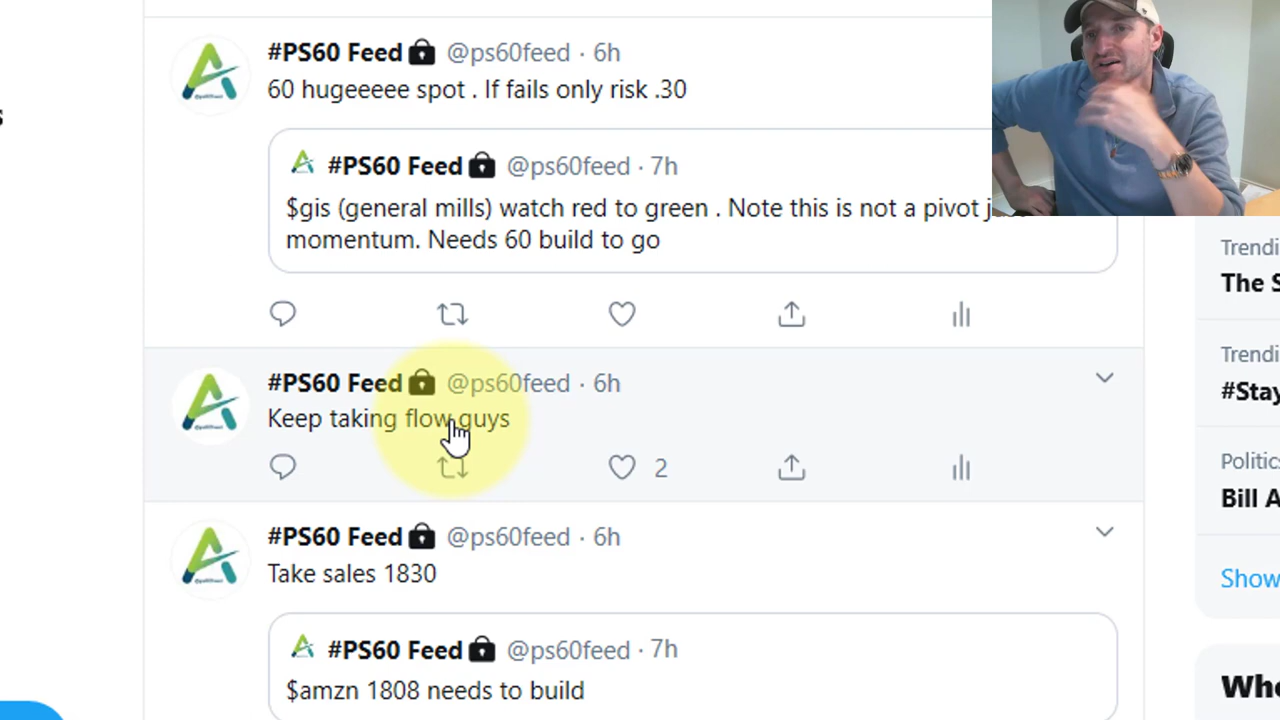 #PS60 Feed @ps60feed · 6h
60 hugeeeee spot . If fails only risk .30
#PS60 Feed @ps60feed · 7h
$gis (general mills) watch red to green . Note this is not a pivot j
momentum. Needs 60 build to go
#PS60 Feed @ps60feed · 6h
Keep taking flow guys
2
#PS60 Feed @ps60feed · 6h
Take sales 1830
#PS60 Feed @ps60feed · 7h
$amzn 1808 needs to build
s
Trendi
The S
Trendi
#Stay
Politic
Bill A
Show
Who